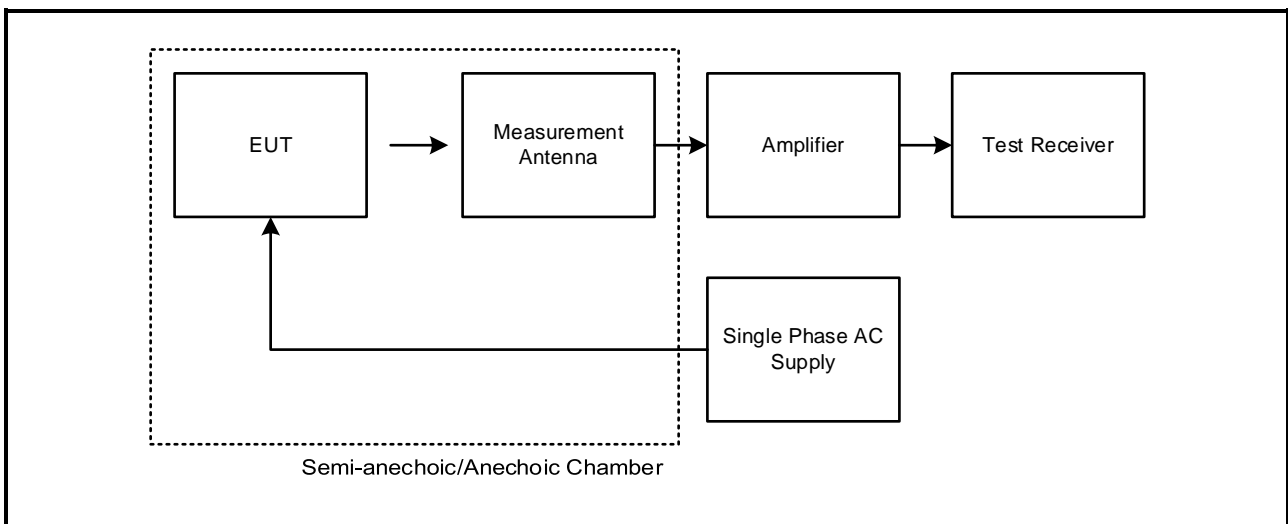 EUT
Measurement
Antenna
Amplifier
Test Receiver
Single Phase AC
Supply
Semi-anechoic/Anechoic Chamber